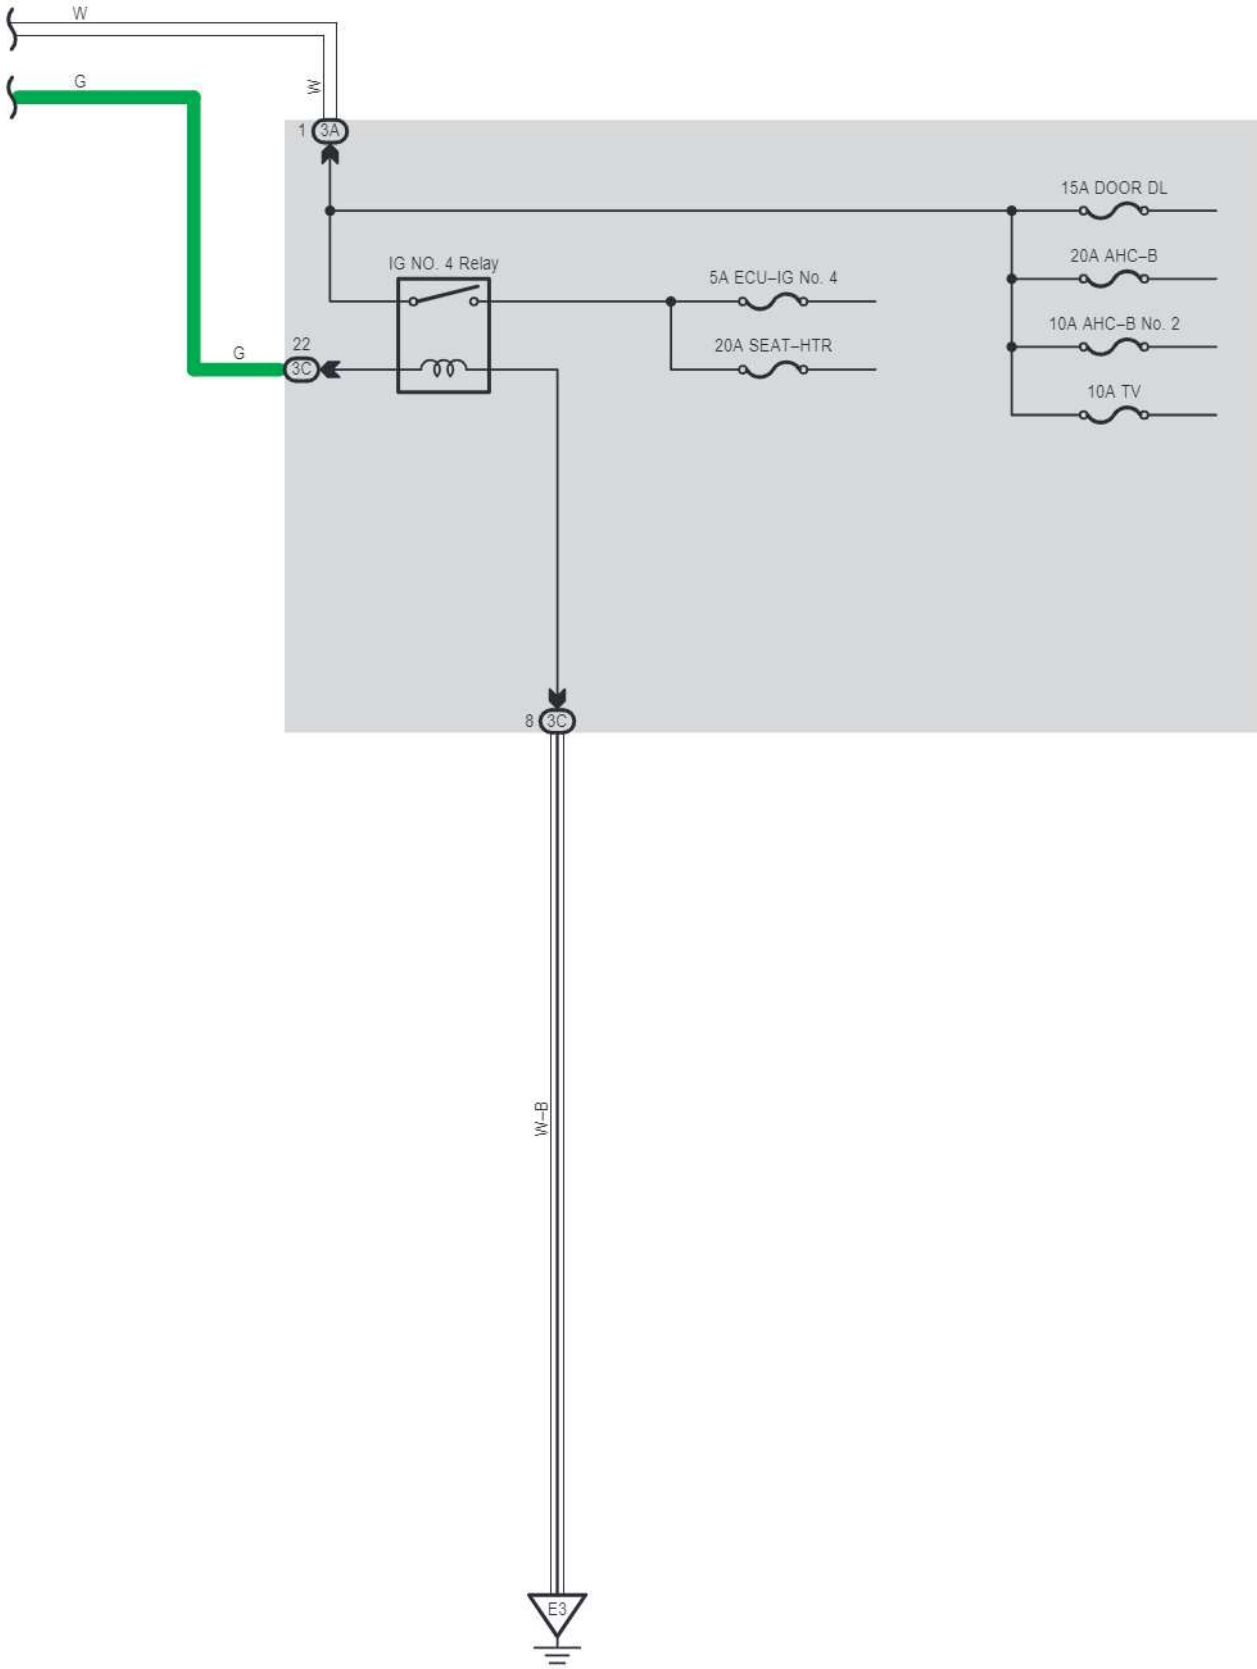 W
G
W
1 3A
15A DOOR DL
20A AHC–B
IG NO. 4 Relay
5A ECU–IG No. 4
10A AHC–B No. 2
22
20A SEAT–HTR
G
3C
10A TV
8 3C
W–B
E3